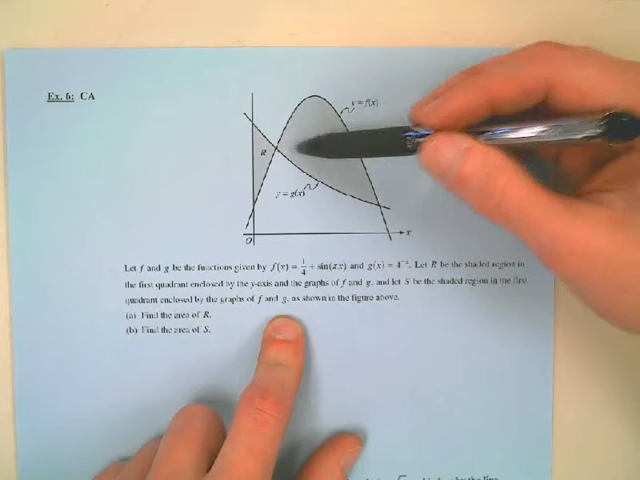 Ex. 6: CA
y = f(x)
R
y = g(x)
O
x
Let f and g be the functions given by f(x) = 1/4 + sin(πx) and g(x) = 4^-x. Let R be the shaded region in
the first quadrant enclosed by the y-axis and the graphs of f and g, and let S be the shaded region in the first
quadrant enclosed by the graphs of f and g, as shown in the figure above.
(a) Find the area of R.
(b) Find the area of S.